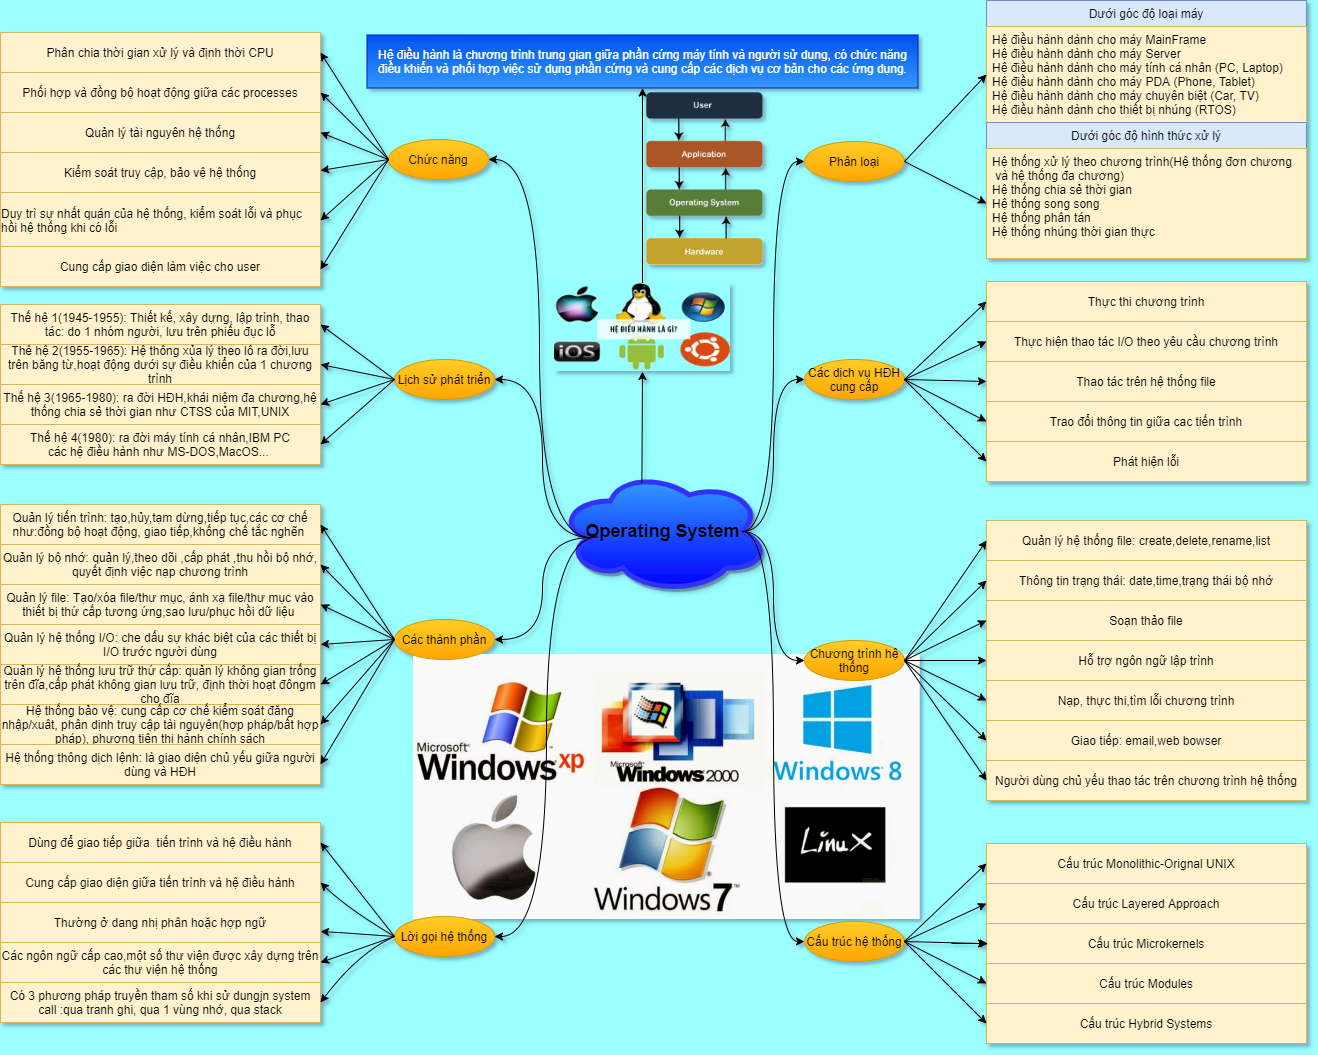 Hệ điều hành là chương trình trung gian giữa phần cứng máy tính và người sử dụng, có chức năng
điều khiển và phối hợp việc sử dụng phần cứng và cung cấp các dịch vụ cơ bản cho các ứng dụng.
User
Application
Operating System
Hardware
HỆ ĐIỀU HÀNH LÀ GÌ?
iOS
Operating System
Chức năng
Phân chia thời gian xử lý và định thời CPU
Phối hợp và đồng bộ hoạt động giữa các processes
Quản lý tài nguyên hệ thống
Kiểm soát truy cập, bảo vệ hệ thống
Duy trì sự nhất quán của hệ thống, kiểm soát lỗi và phục
hồi hệ thống khi có lỗi
Cung cấp giao diện làm việc cho user
Lịch sử phát triển
Thế hệ 1(1945-1955): Thiết kế, xây dựng, lập trình, thao
tác: do 1 nhóm người, lưu trên phiếu đục lỗ
Thê hệ 2(1955-1965): Hệ thông xủa lý theo lô ra đời,lưu
trên băng từ,hoạt động dưới sự điều khiển của 1 chương
trình
Thế hệ 3(1965-1980): ra đời HĐH,khái niệm đa chương,hệ
thống chia sẻ thời gian như CTSS của MIT,UNIX
Thế hệ 4(1980): ra đời máy tính cá nhân,IBM PC
các hệ điều hành như MS-DOS,MacOS...
Các thành phần
Quản lý tiến trình: tạo,hủy,tạm dừng,tiếp tục,các cơ chế
như:đồng bộ hoạt động, giao tiếp,khống chế tắc nghẽn
Quản lý bộ nhớ: quản lý,theo dõi ,cấp phát ,thu hồi bộ nhớ,
quyết định việc nạp chương trình
Quản lý file: Tạo/xóa file/thư mục, ánh xạ file/thư mục vào
thiết bị thứ cấp tương ứng,sao lưu/phục hồi dữ liệu
Quản lý hệ thống I/O: che dấu sự khác biệt của các thiết bị
I/O trước người dùng
Quản lý hệ thống lưu trữ thứ cấp: quản lý không gian trống
trên đĩa,cấp phát không gian lưu trữ, định thời hoạt đôngm
cho đĩa
Hệ thống bảo vệ: cung cấp cơ chế kiểm soát đăng
nhập/xuât, phân định truy câp tài nguyên(hợp pháp/bất hợp
pháp), phương tiện thi hành chính sách
Hệ thống thông dịch lệnh: là giao diện chủ yếu giữa người
dùng và HĐH
Lời gọi hệ thống
Dùng để giao tiếp giữa tiến trình và hệ điều hành
Cung cấp giao diện giữa tiến trình và hệ điều hành
Thường ở dang nhị phân hoặc hợp ngữ
Các ngôn ngữ cấp cao,một số thư viện được xây dựng trên
các thư viện hệ thống
Có 3 phương pháp truyền tham số khi sử dungjn system
call :qua tranh ghi, qua 1 vùng nhớ, qua stack
Phân loại
Dưới góc độ loại máy
Hệ điều hành dành cho máy MainFrame
Hệ điều hành dành cho máy Server
Hệ điều hành dành cho máy tính cá nhân (PC, Laptop)
Hệ điều hành dành cho máy PDA (Phone, Tablet)
Hệ điều hành dành cho máy chuyên biệt (Car, TV)
Hệ điều hành dành cho thiết bị nhúng (RTOS)
Dưới góc độ hình thức xử lý
Hệ thống xử lý theo chương trình(Hệ thống đơn chương
và hệ thống đa chương)
Hệ thống chia sẻ thời gian
Hệ thống song song
Hệ thống phân tán
Hệ thống nhúng thời gian thực
Các dịch vụ HĐH
cung cấp
Thực thi chương trình
Thực hiện thao tác I/O theo yêu cầu chương trình
Thao tác trên hệ thống file
Trao đổi thông tin giữa cac tiến trình
Phát hiện lỗi
Chương trình hệ
thống
Quản lý hệ thống file: create,delete,rename,list
Thông tin trạng thái: date,time,trạng thái bộ nhớ
Soạn thảo file
Hỗ trợ ngôn ngữ lập trình
Nạp, thực thi,tìm lỗi chương trình
Giao tiếp: email,web bowser
Người dùng chủ yếu thao tác trên chương trình hệ thống
Cấu trúc hệ thống
Cấu trúc Monolithic-Orignal UNIX
Cấu trúc Layered Approach
Cấu trúc Microkernels
Cấu trúc Modules
Cấu trúc Hybrid Systems
Microsoft
Windows xp
Microsoft
Windows 2000
Windows 8
Windows 7
Linux